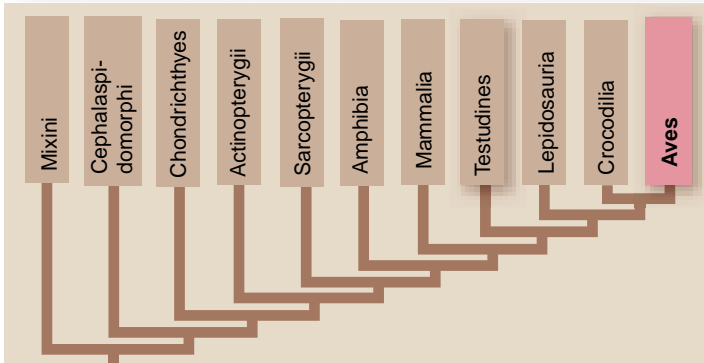 Mixini
Cephalaspi-
domorphi
Chondrichthyes
Actinopterygii
Sarcopterygii
Amphibia
Mammalia
Testudines
Lepidosauria
Crocodilia
Aves